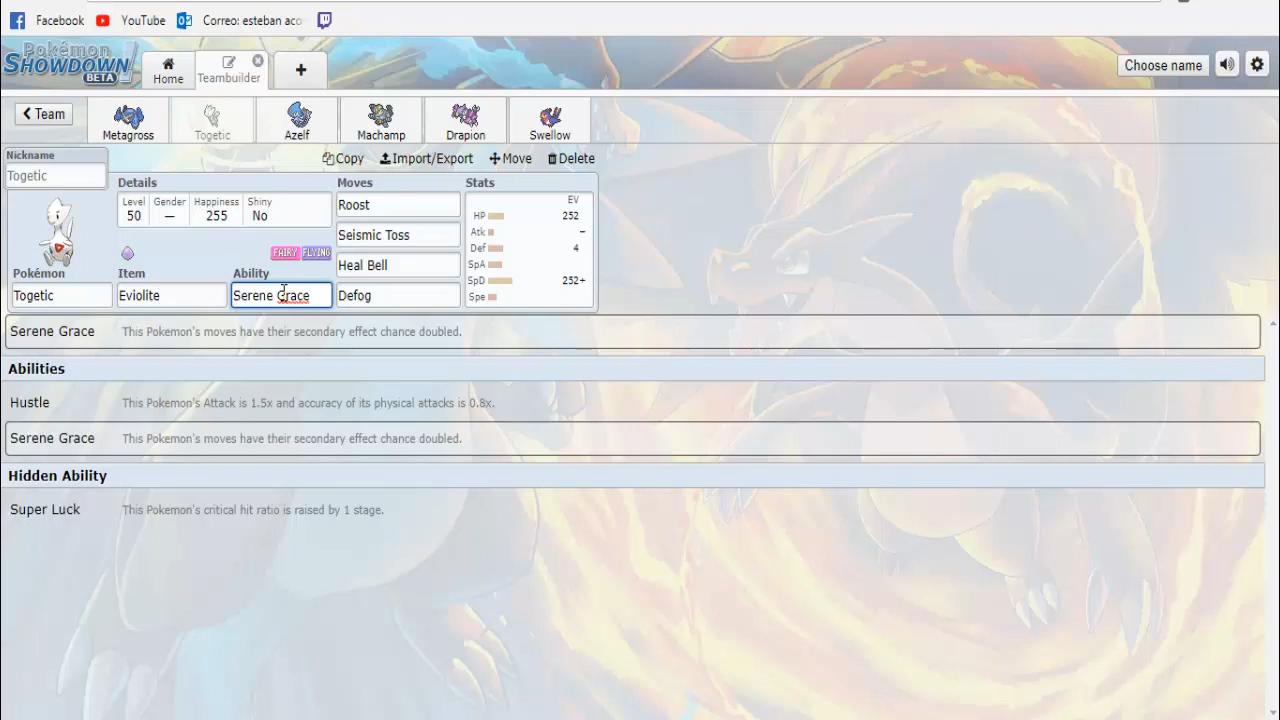 Facebook YouTube Correo: esteban aco
Pokémon
Showdown
BETA
Home Teambuilder + Choose name
Team Metagross Togetic Azelf Machamp Drapion Swellow
Nickname
Togetic
Copy Import/Export Move Delete
Details Moves Stats
Level Gender Happiness Shiny
50 — 255 No
FAIRY FLYING
Pokémon Item Ability
Togetic Eviolite Serene Grace
Roost
Seismic Toss
Heal Bell
Defog
EV
HP 252
Atk –
Def 4
SpA
SpD 252+
Spe
Serene Grace This Pokemon's moves have their secondary effect chance doubled.
Abilities
Hustle This Pokemon's Attack is 1.5x and accuracy of its physical attacks is 0.8x.
Serene Grace This Pokemon's moves have their secondary effect chance doubled.
Hidden Ability
Super Luck This Pokemon's critical hit ratio is raised by 1 stage.